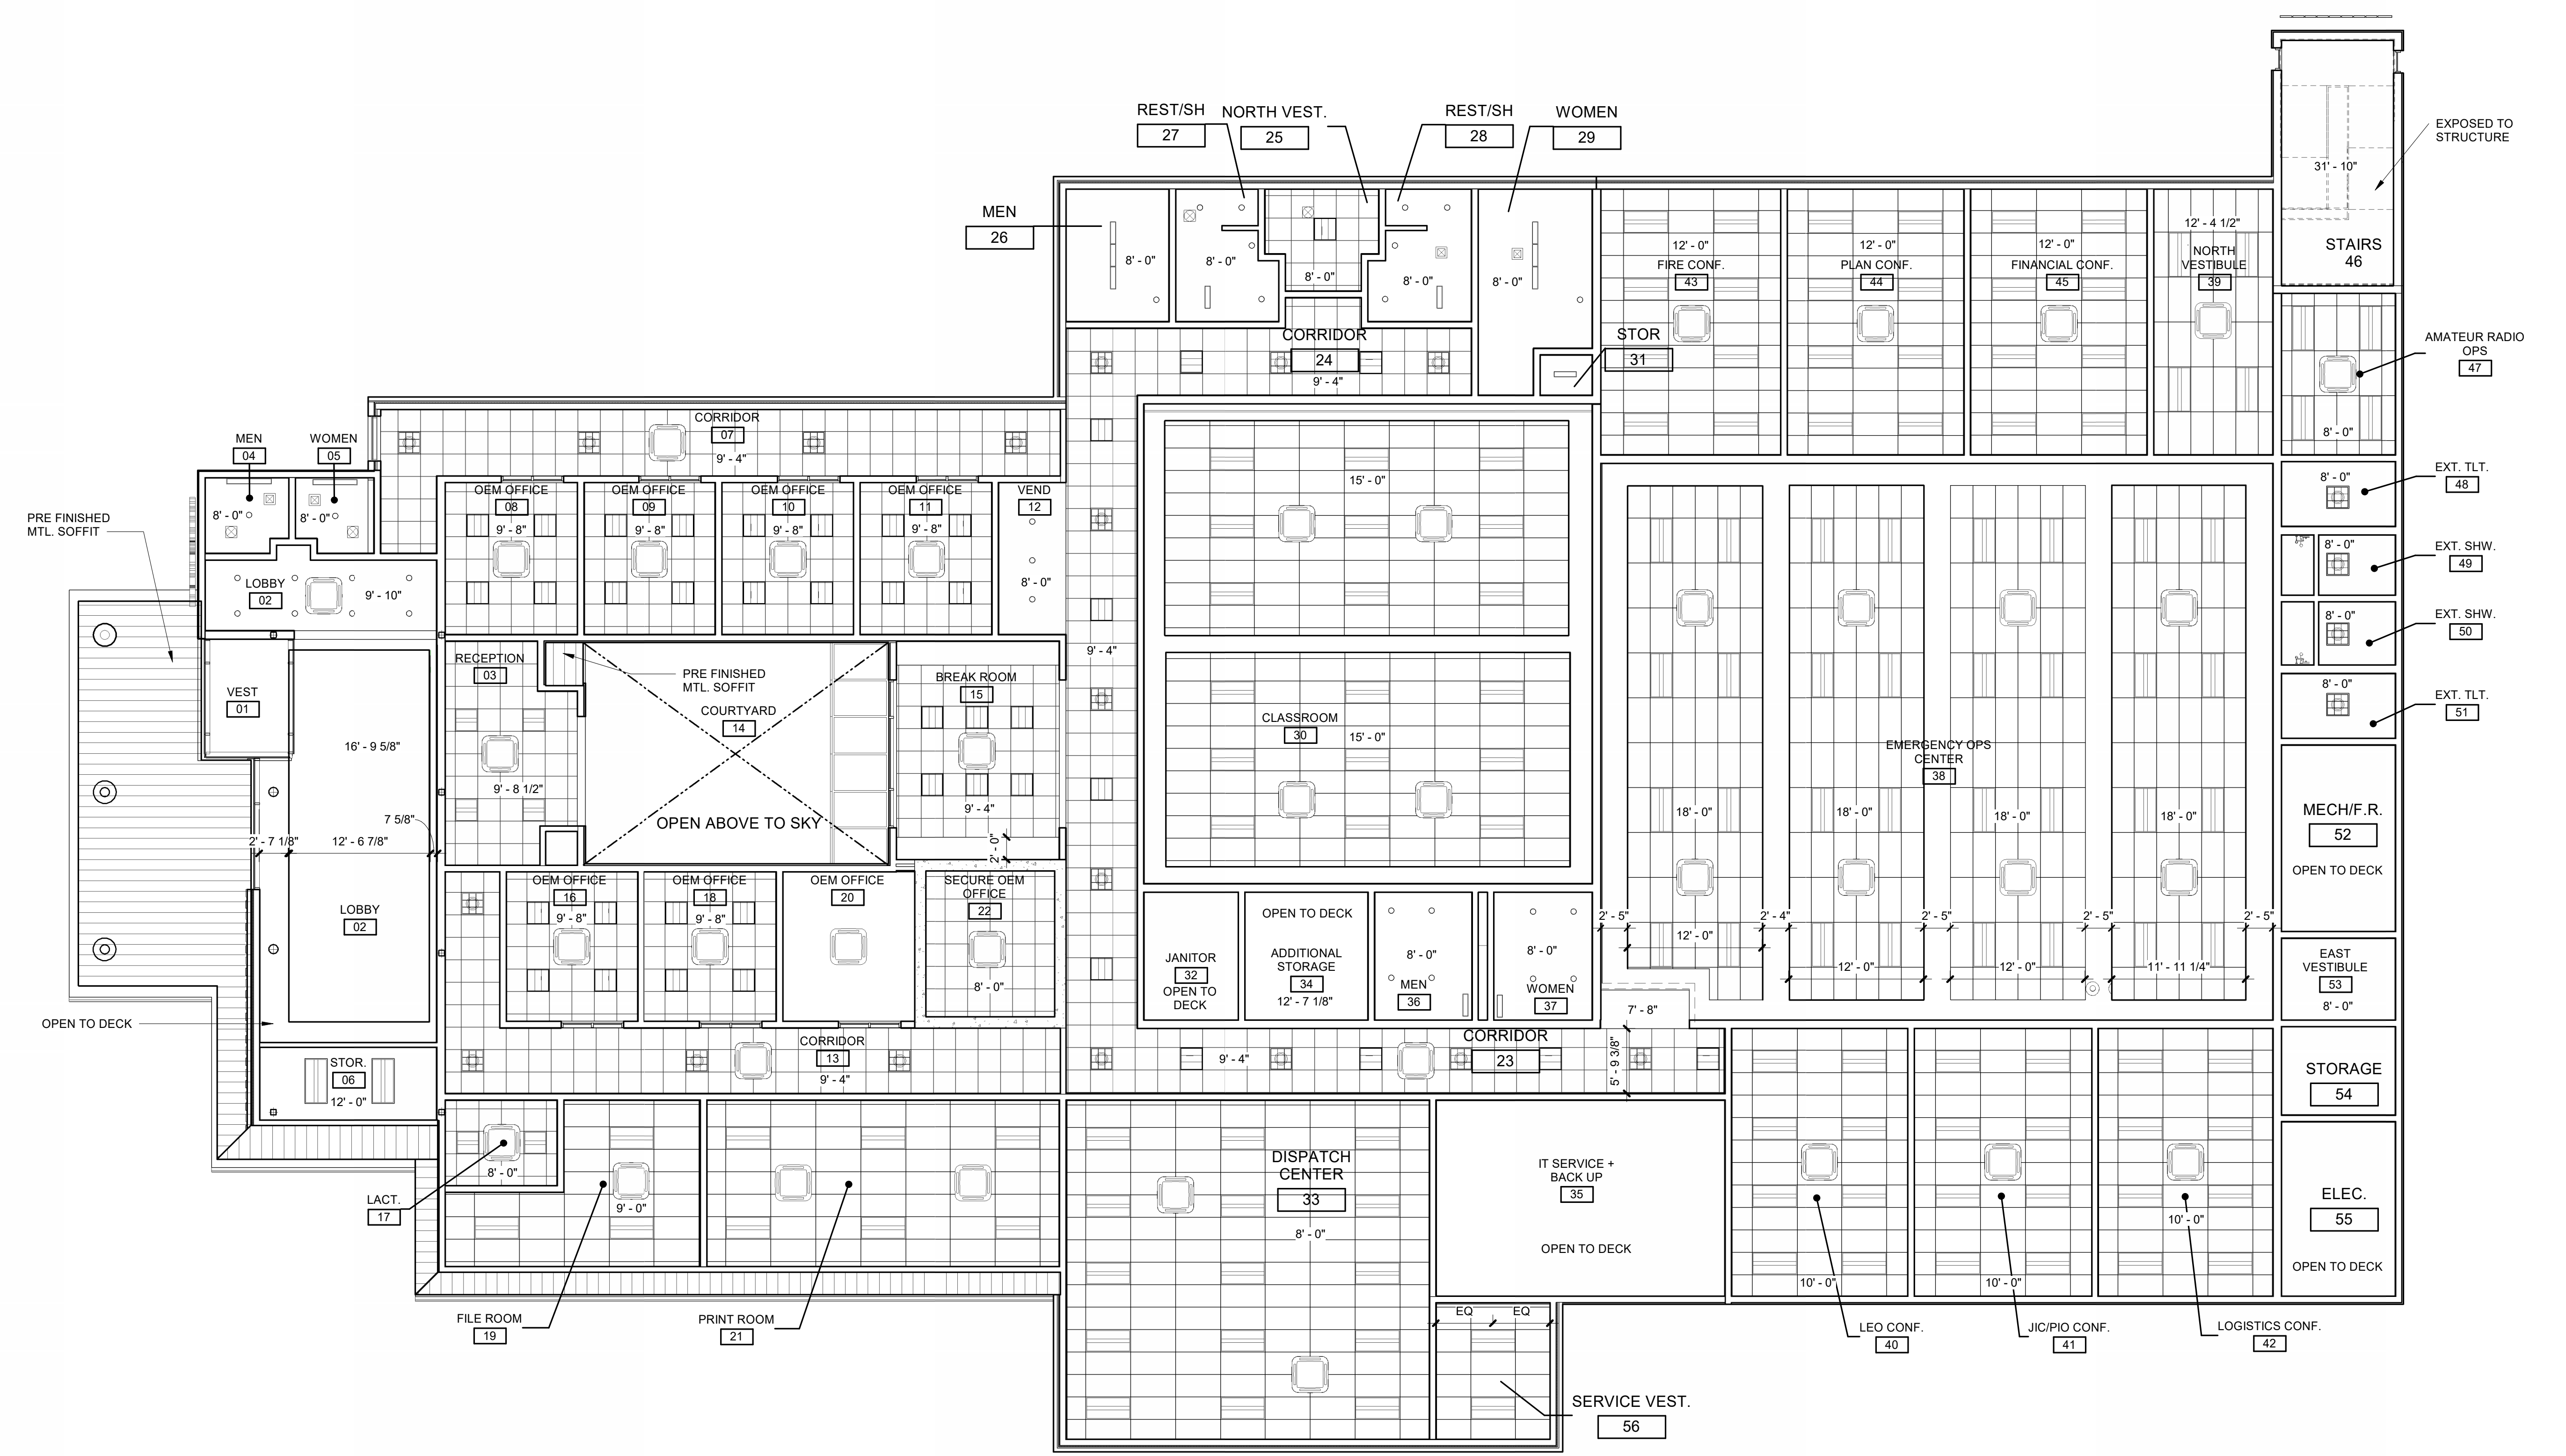 REST/SH
27
NORTH VEST.
25
REST/SH
28
WOMEN
29
EXPOSED TO
STRUCTURE
31' - 10"
STAIRS
46
MEN
26
8' - 0"
8' - 0"
8' - 0"
8' - 0"
8' - 0"
12' - 0"
FIRE CONF.
43
12' - 0"
PLAN CONF.
44
12' - 0"
FINANCIAL CONF.
45
12' - 4 1/2"
NORTH
VESTIBULE
39
CORRIDOR
24
9' - 4"
STOR
31
AMATEUR RADIO
OPS
47
8' - 0"
CORRIDOR
07
9' - 4"
MEN
04
WOMEN
05
8' - 0"
8' - 0"
PRE FINISHED
MTL. SOFFIT
OEM OFFICE
08
9' - 8"
OEM OFFICE
09
9' - 8"
OEM OFFICE
10
9' - 8"
OEM OFFICE
11
9' - 8"
VEND
12
8' - 0"
15' - 0"
8' - 0"
EXT. TLT.
48
8' - 0"
EXT. SHW.
49
8' - 0"
EXT. SHW.
50
8' - 0"
EXT. TLT.
51
LOBBY
02
9' - 10"
9' - 4"
RECEPTION
03
9' - 8 1/2"
PRE FINISHED
MTL. SOFFIT
COURTYARD
14
OPEN ABOVE TO SKY
BREAK ROOM
15
9' - 4"
2' - 0"
VEST
01
16' - 9 5/8"
7 5/8"
2' - 7 1/8"
12' - 6 7/8"
CLASSROOM
30
15' - 0"
EMERGENCY OPS
CENTER
38
18' - 0"
18' - 0"
18' - 0"
18' - 0"
MECH/F.R.
52
OPEN TO DECK
LOBBY
02
OPEN TO DECK
OEM OFFICE
16
9' - 8"
OEM OFFICE
18
9' - 8"
OEM OFFICE
20
SECURE OEM
OFFICE
22
8' - 0"
JANITOR
32
OPEN TO
DECK
OPEN TO DECK
ADDITIONAL
STORAGE
34
12' - 7 1/8"
8' - 0"
MEN
36
8' - 0"
WOMEN
37
2' - 5"
2' - 4"
2' - 5"
2' - 5"
2' - 5"
12' - 0"
12' - 0"
12' - 0"
11' - 11 1/4"
EAST
VESTIBULE
53
8' - 0"
7' - 8"
5' - 9 3/8"
CORRIDOR
13
9' - 4"
9' - 4"
CORRIDOR
23
STOR.
06
12' - 0"
STORAGE
54
LACT.
17
8' - 0"
9' - 0"
FILE ROOM
19
PRINT ROOM
21
DISPATCH
CENTER
33
8' - 0"
IT SERVICE +
BACK UP
35
OPEN TO DECK
10' - 0"
10' - 0"
10' - 0"
ELEC.
55
OPEN TO DECK
EQ
EQ
LEO CONF.
40
JIC/PIO CONF.
41
LOGISTICS CONF.
42
SERVICE VEST.
56